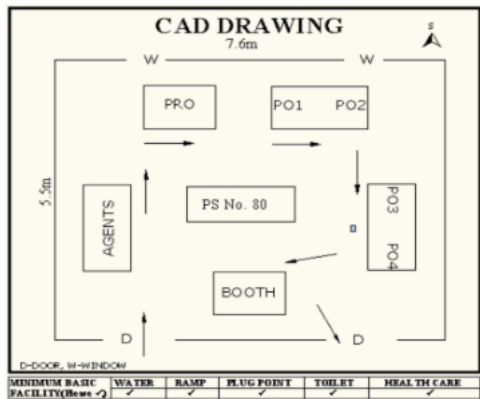 CAD DRAWING
7.6m
S
W W
PRO PO1 PO2
5.5m
AGENTS
PS No. 80
PO3 PO4
BOOTH
D D
D-DOOR, W-WINDOW
MINIMUM BASIC WATER RAMP PLUG POINT TOILET HEALTH CARE
FACILITY( ✓) ✓ ✓ ✓ ✓ ✓